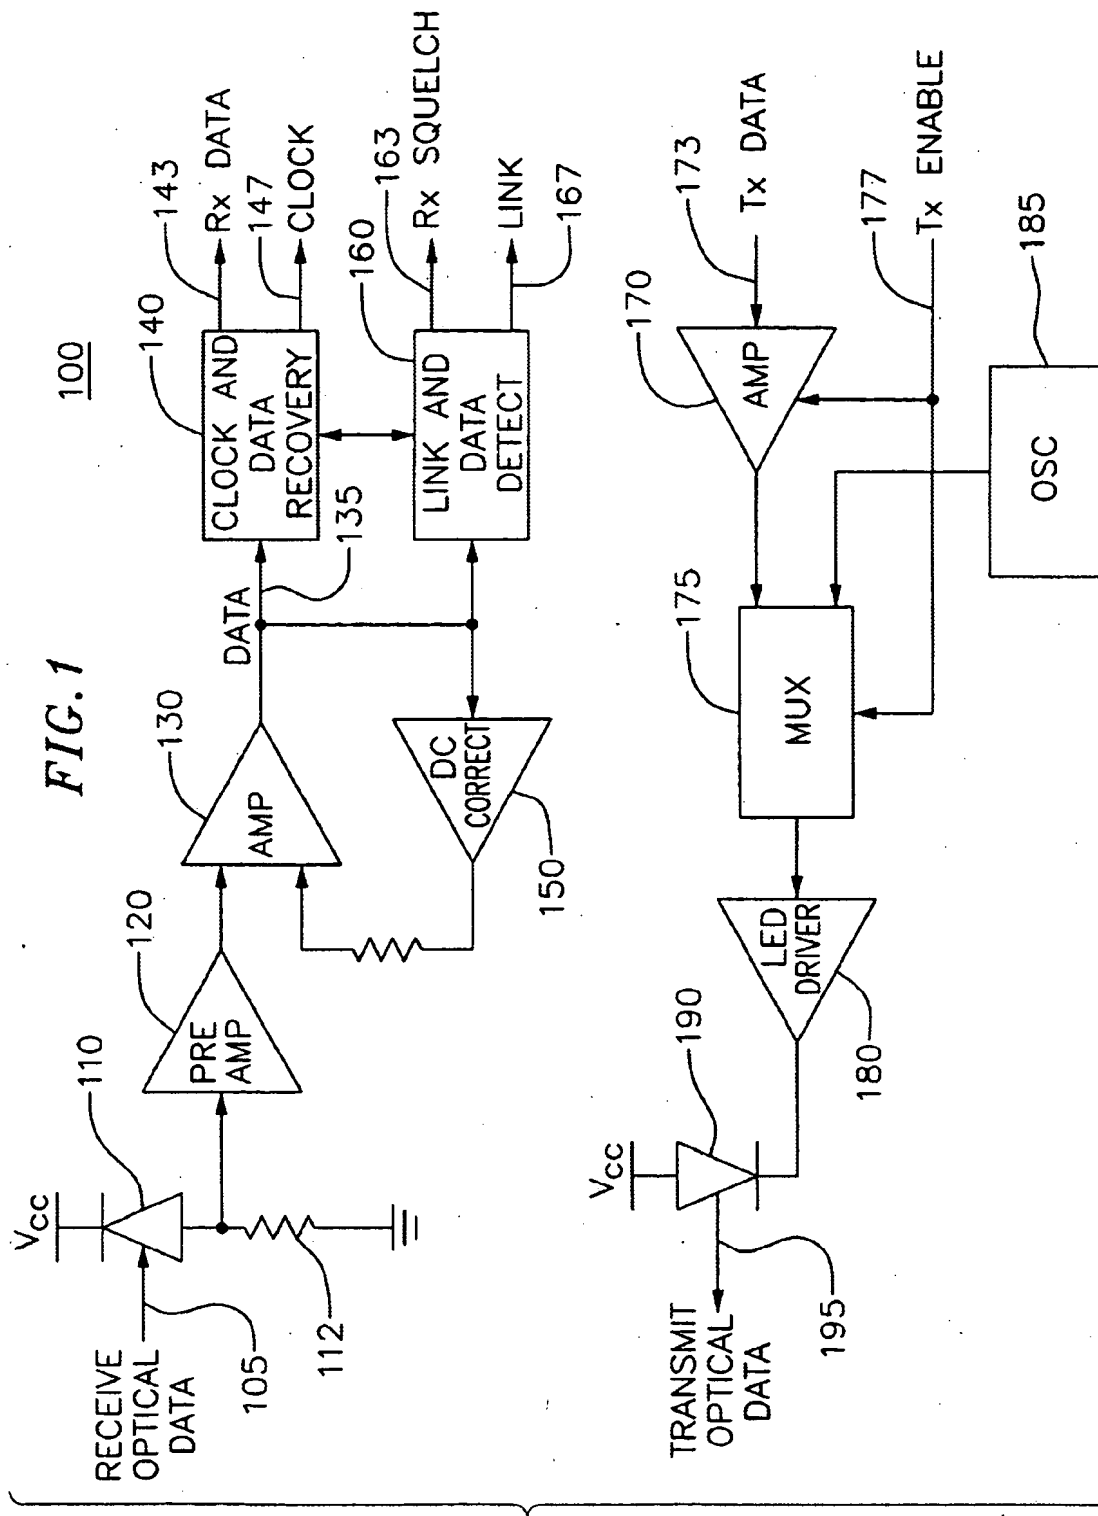 FIG.1
100
Vcc
110
RECEIVE
OPTICAL
DATA
105
112
120
PRE
AMP
130
AMP
DATA
135
140
CLOCK AND
DATA
RECOVERY
143
Rx DATA
147
CLOCK
DC
CORRECT
150
160
LINK AND
DATA
DETECT
163
Rx SQUELCH
LINK
167
Vcc
190
TRANSMIT
OPTICAL
DATA
195
LED
DRIVER
180
175
MUX
170
AMP
173
Tx DATA
177
Tx ENABLE
185
OSC